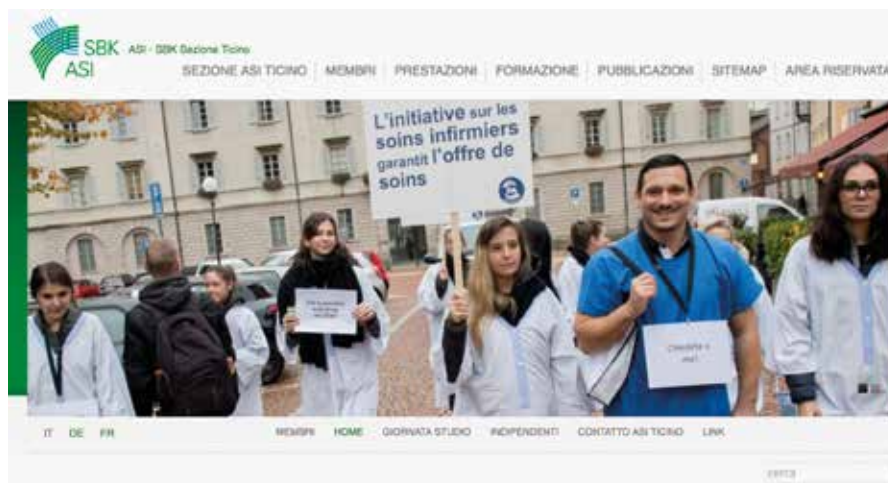 SBK
ASI
ASI - SBK Sezione Ticino
SEZIONE ASI TICINO
MEMBRI
PRESTAZIONI
FORMAZIONE
PUBBLICAZIONI
SITEMAP
AREA RISERVATA
L'initiative sur les
soins infirmiers
garantit l'offre de
soins
IT DE FR
MEMBRI
HOME
GIORNATA STUDIO
INDIPENDENTI
CONTATTO ASI TICINO
LINK
cerca